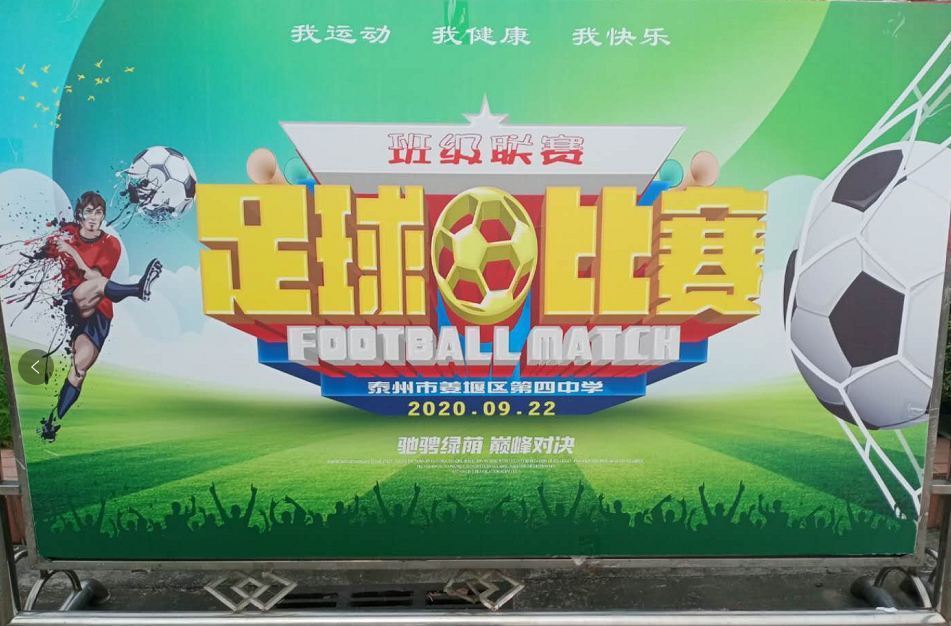 我运动 我健康 我快乐
班级联赛
足球比赛
FOOTBALL MATCH
泰州市姜堰区第四中学
2020.09.22
驰骋绿荫 巅峰对决